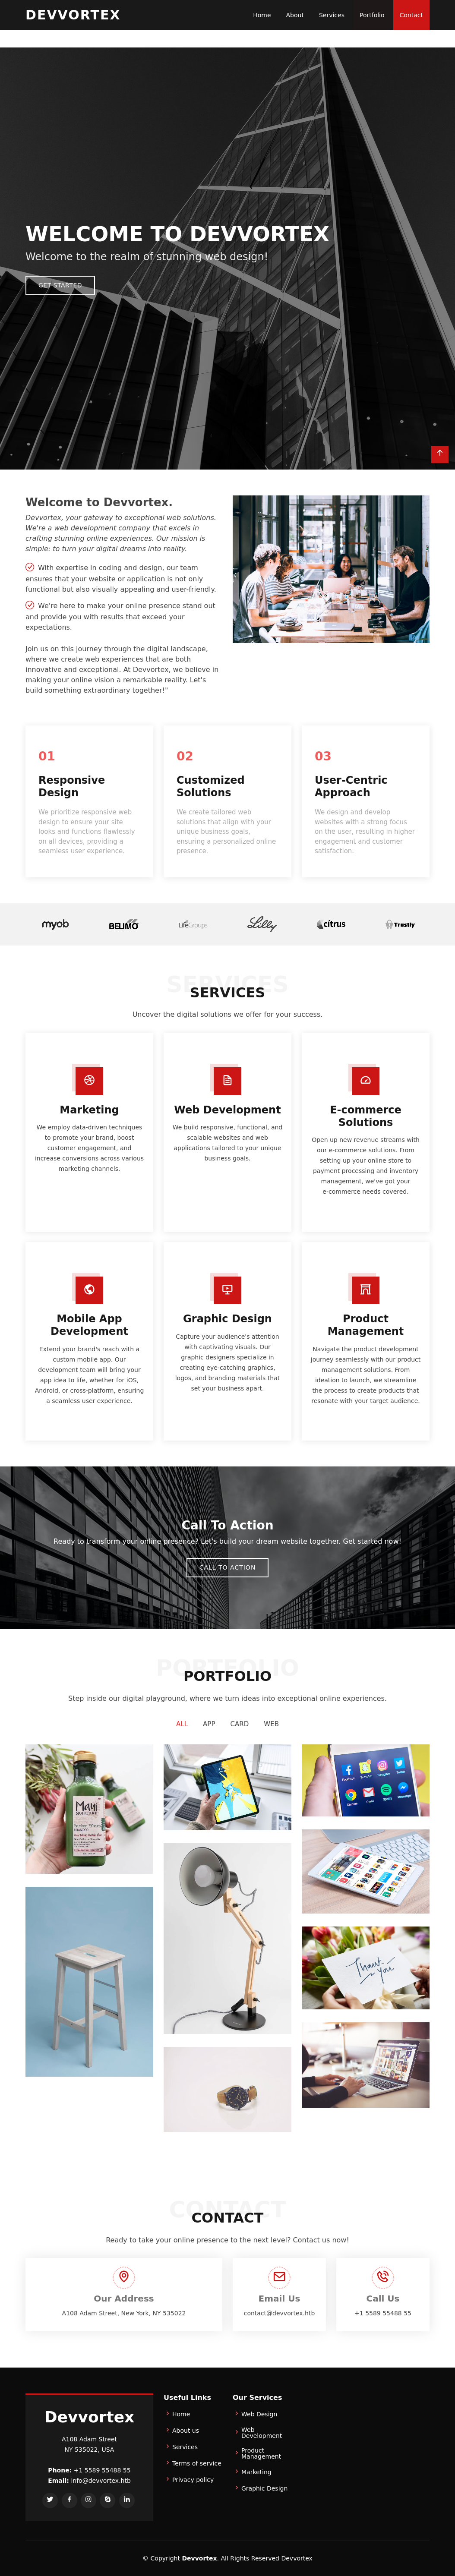 DEVVORTEX
Home About Services Portfolio Contact
WELCOME TO DEVVORTEX
Welcome to the realm of stunning web design!
GET STARTED
Welcome to Devvortex.
Devvortex, your gateway to exceptional web solutions.
We're a web development company that excels in
crafting stunning online experiences. Our mission is
simple: to turn your digital dreams into reality.
With expertise in coding and design, our team
ensures that your website or application is not only
functional but also visually appealing and user-friendly.
We're here to make your online presence stand out
and provide you with results that exceed your
expectations.
Join us on this journey through the digital landscape,
where we create web experiences that are both
innovative and exceptional. At Devvortex, we believe in
making your online vision a remarkable reality. Let's
build something extraordinary together!"
01
Responsive
Design
We prioritize responsive web
design to ensure your site
looks and functions flawlessly
on all devices, providing a
seamless user experience.
02
Customized
Solutions
We create tailored web
solutions that align with your
unique business goals,
ensuring a personalized online
presence.
03
User-Centric
Approach
We design and develop
websites with a strong focus
on the user, resulting in higher
engagement and customer
satisfaction.
myob
BELIMO
LifeGroups
Lilly
citrus
Trustly
SERVICES
SERVICES
Uncover the digital solutions we offer for your success.
Marketing
We employ data-driven techniques
to promote your brand, boost
customer engagement, and
increase conversions across various
marketing channels.
Web Development
We build responsive, functional, and
scalable websites and web
applications tailored to your unique
business goals.
E-commerce
Solutions
Open up new revenue streams with
our e-commerce solutions. From
setting up your online store to
payment processing and inventory
management, we've got your
e-commerce needs covered.
Mobile App
Development
Extend your brand's reach with a
custom mobile app. Our
development team will bring your
app idea to life, whether for iOS,
Android, or cross-platform, ensuring
a seamless user experience.
Graphic Design
Capture your audience's attention
with captivating visuals. Our
graphic designers specialize in
creating eye-catching graphics,
logos, and branding materials that
set your business apart.
Product
Management
Navigate the product development
journey seamlessly with our product
management solutions. From
ideation to launch, we streamline
the process to create products that
resonate with your target audience.
Call To Action
Ready to transform your online presence? Let's build your dream website together. Get started now!
CALL TO ACTION
PORTFOLIO
PORTFOLIO
Step inside our digital playground, where we turn ideas into exceptional online experiences.
ALL APP CARD WEB
Maui
Facebook
Instagram
Twitter
Chrome
Gmail
Spotify
Messenger
Thank
you
CONTACT
CONTACT
Ready to take your online presence to the next level? Contact us now!
Our Address
A108 Adam Street, New York, NY 535022
Email Us
contact@devvortex.htb
Call Us
+1 5589 55488 55
Devvortex
A108 Adam Street
NY 535022, USA
Phone: +1 5589 55488 55
Email: info@devvortex.htb
Useful Links
Home
About us
Services
Terms of service
Privacy policy
Our Services
Web Design
Web
Development
Product
Management
Marketing
Graphic Design
© Copyright Devvortex. All Rights Reserved Devvortex